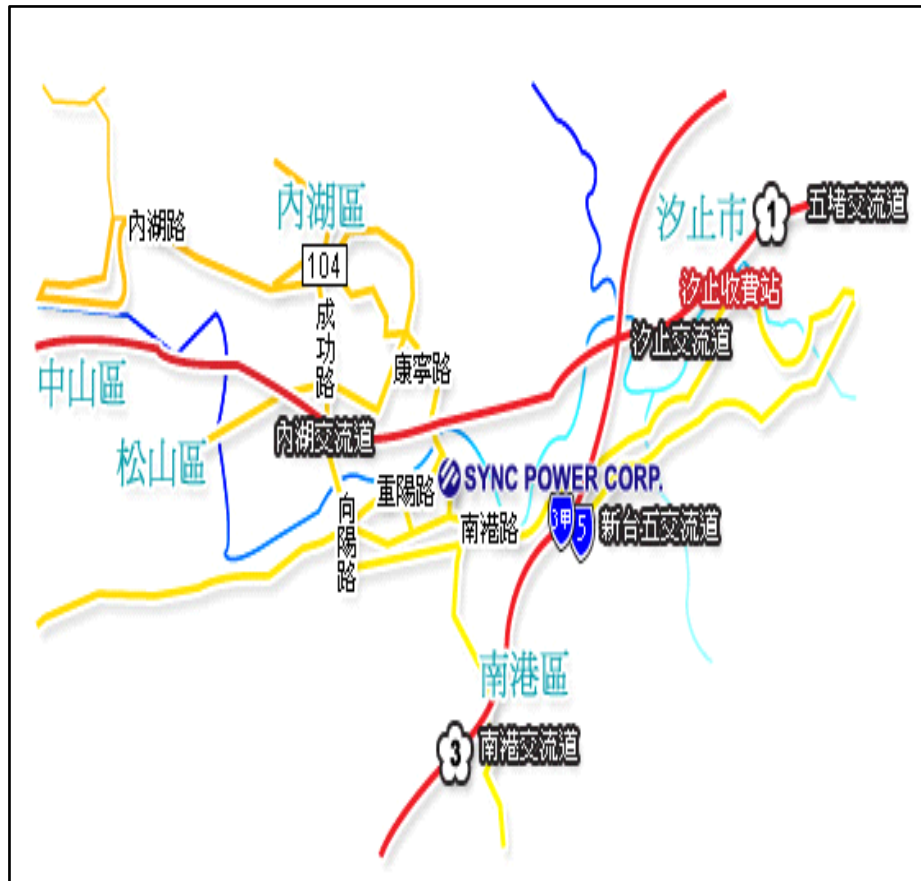 內湖區
汐止市
1
五堵交流道
內湖路
104
汐止收費站
成功路
汐止交流道
中山區
康寧路
松山區
內湖交流道
SYNC POWER CORP.
重陽路
向陽路
南港路
3甲
5
新台五交流道
南港區
3
南港交流道